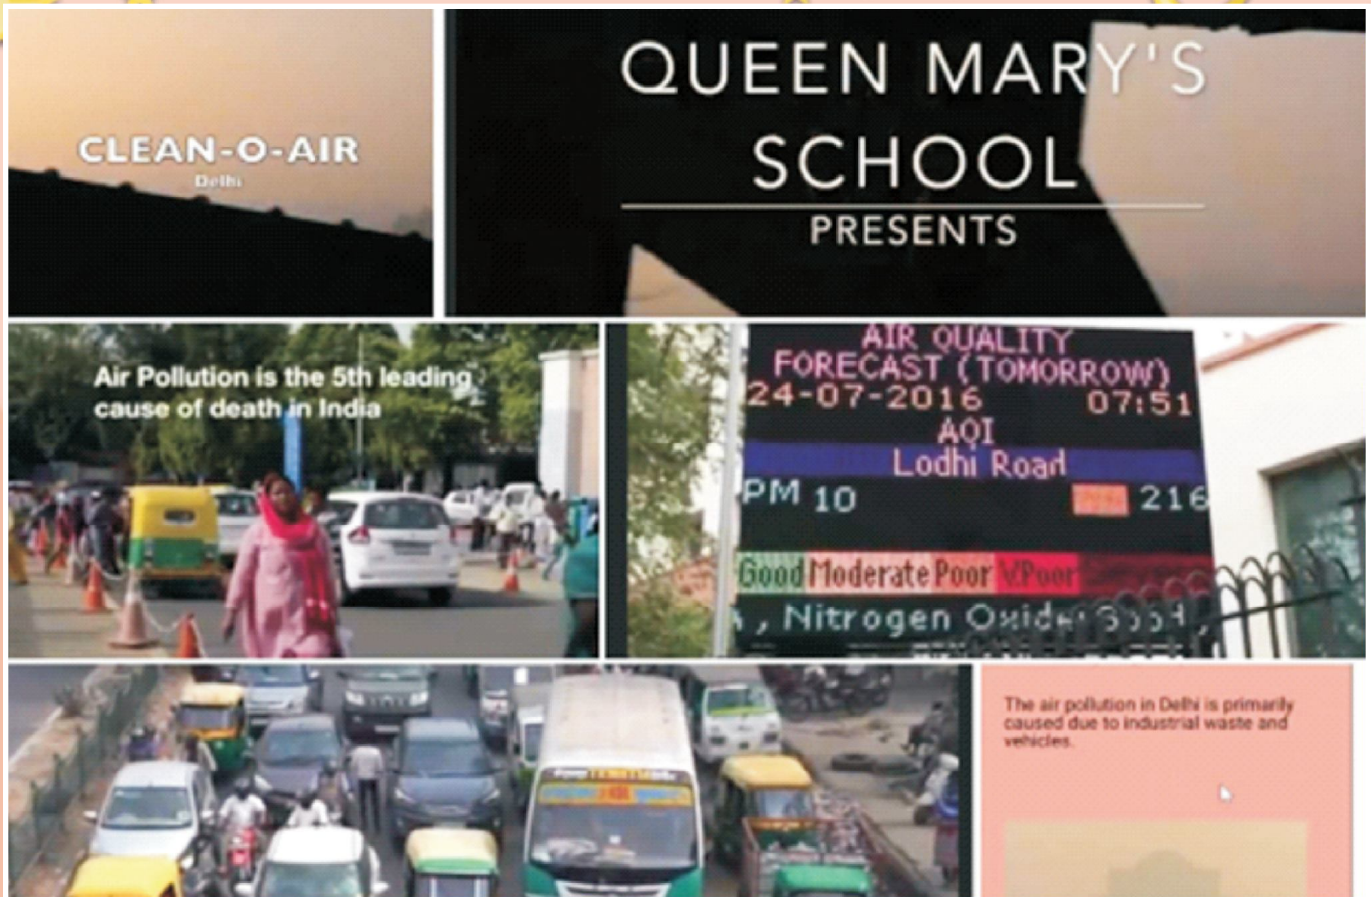 CLEAN-O-AIR
Delhi
QUEEN MARY'S
SCHOOL
PRESENTS
Air Pollution is the 5th leading
cause of death in India
AIR QUALITY
FORECAST (TOMORROW)
24-07-2016 07:51
AQI
Lodhi Road
PM 10 216
Good Moderate Poor V.Poor
, Nitrogen Oxide: Good,
The air pollution in Delhi is primarily
caused due to industrial waste and
vehicles.